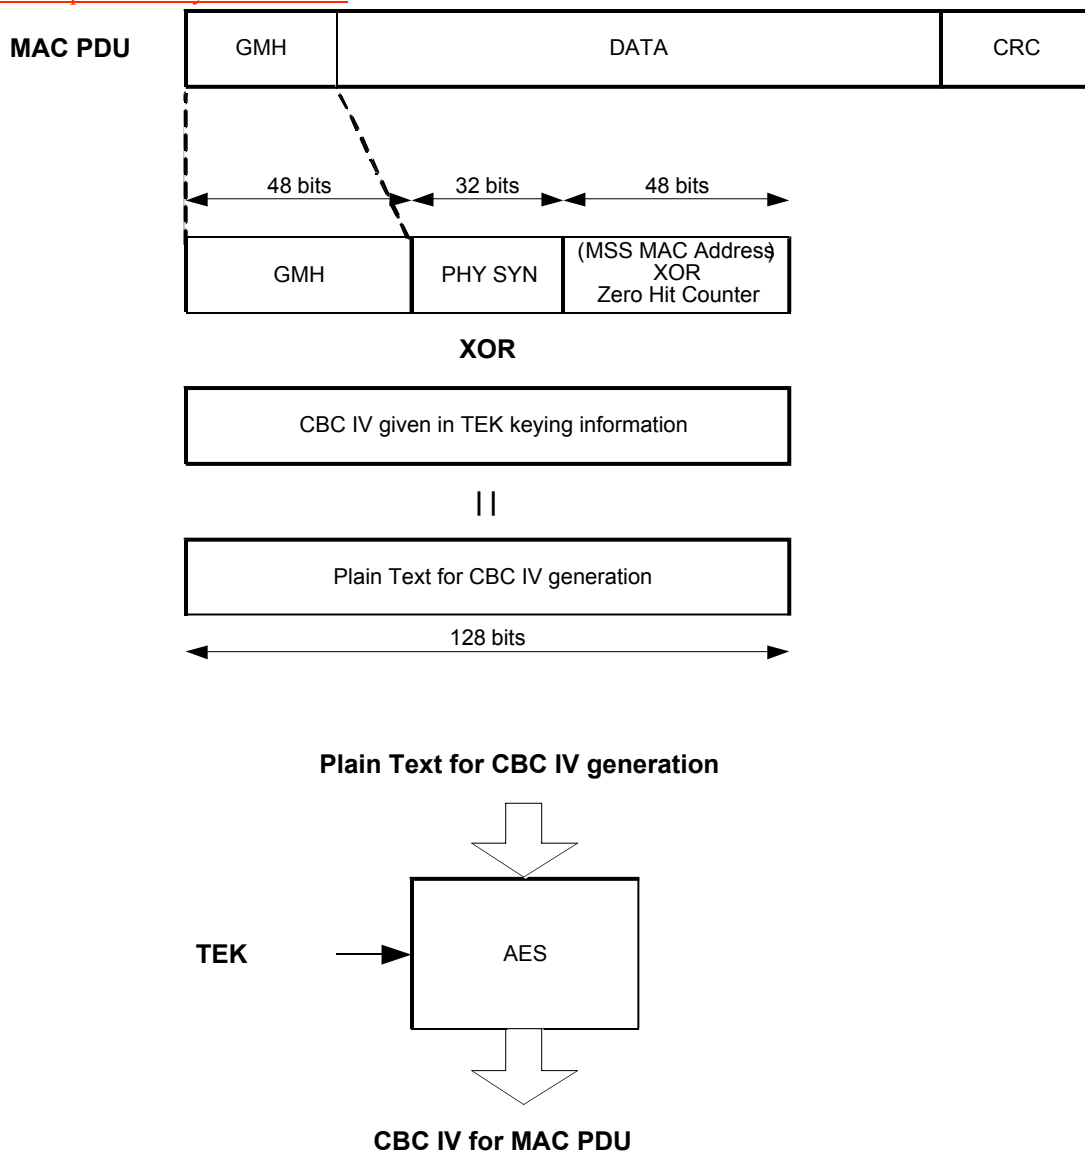 MAC PDU
GMH
DATA
CRC
48 bits
32 bits
48 bits
GMH
PHY SYN
(MSS MAC Address)
XOR
Zero Hit Counter
XOR
CBC IV given in TEK keying information
||
Plain Text for CBC IV generation
128 bits
Plain Text for CBC IV generation
TEK
AES
CBC IV for MAC PDU